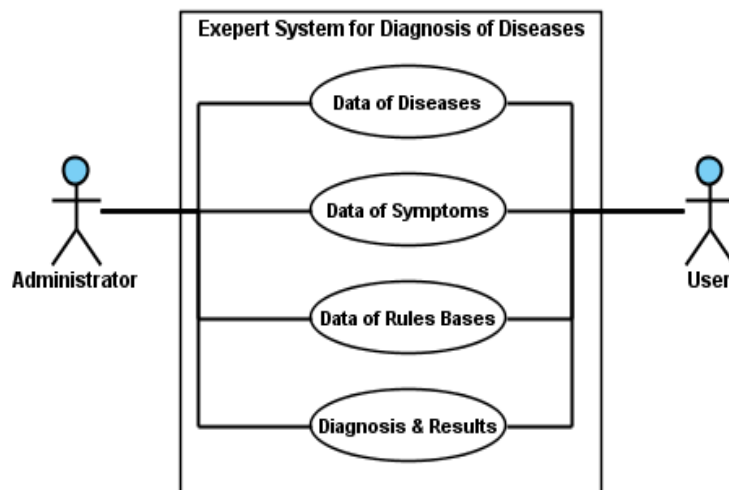 Exepert System for Diagnosis of Diseases
Data of Diseases
Data of Symptoms
Administrator
User
Data of Rules Bases
Diagnosis & Results